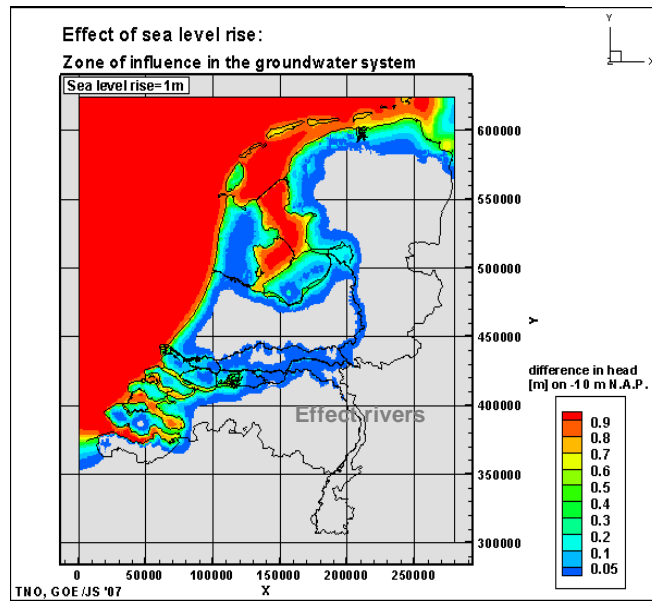 Effect of sea level rise:
Zone of influence in the groundwater system
Sea level rise=1m
Y
Z
X
600000
550000
500000
450000
400000
350000
300000
Y
Effect rivers
difference in head
[m] on -10 m N.A.P.
0.9
0.8
0.7
0.6
0.5
0.4
0.3
0.2
0.1
0.05
0
50000
100000
150000
200000
250000
X
TNO, GOE/JS '07